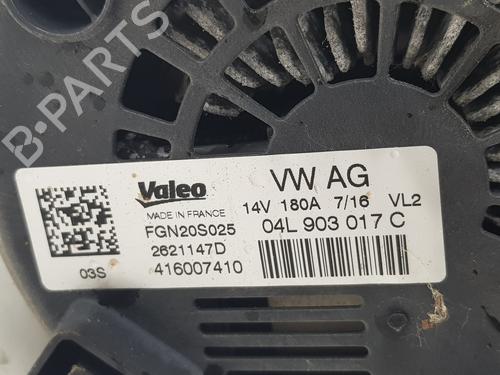 B-PARTS
Valeo
MADE IN FRANCE
FGN20S025
2621147D
416007410
03S
VW AG
14V 180A 7/16 VL2
04L 903 017 C